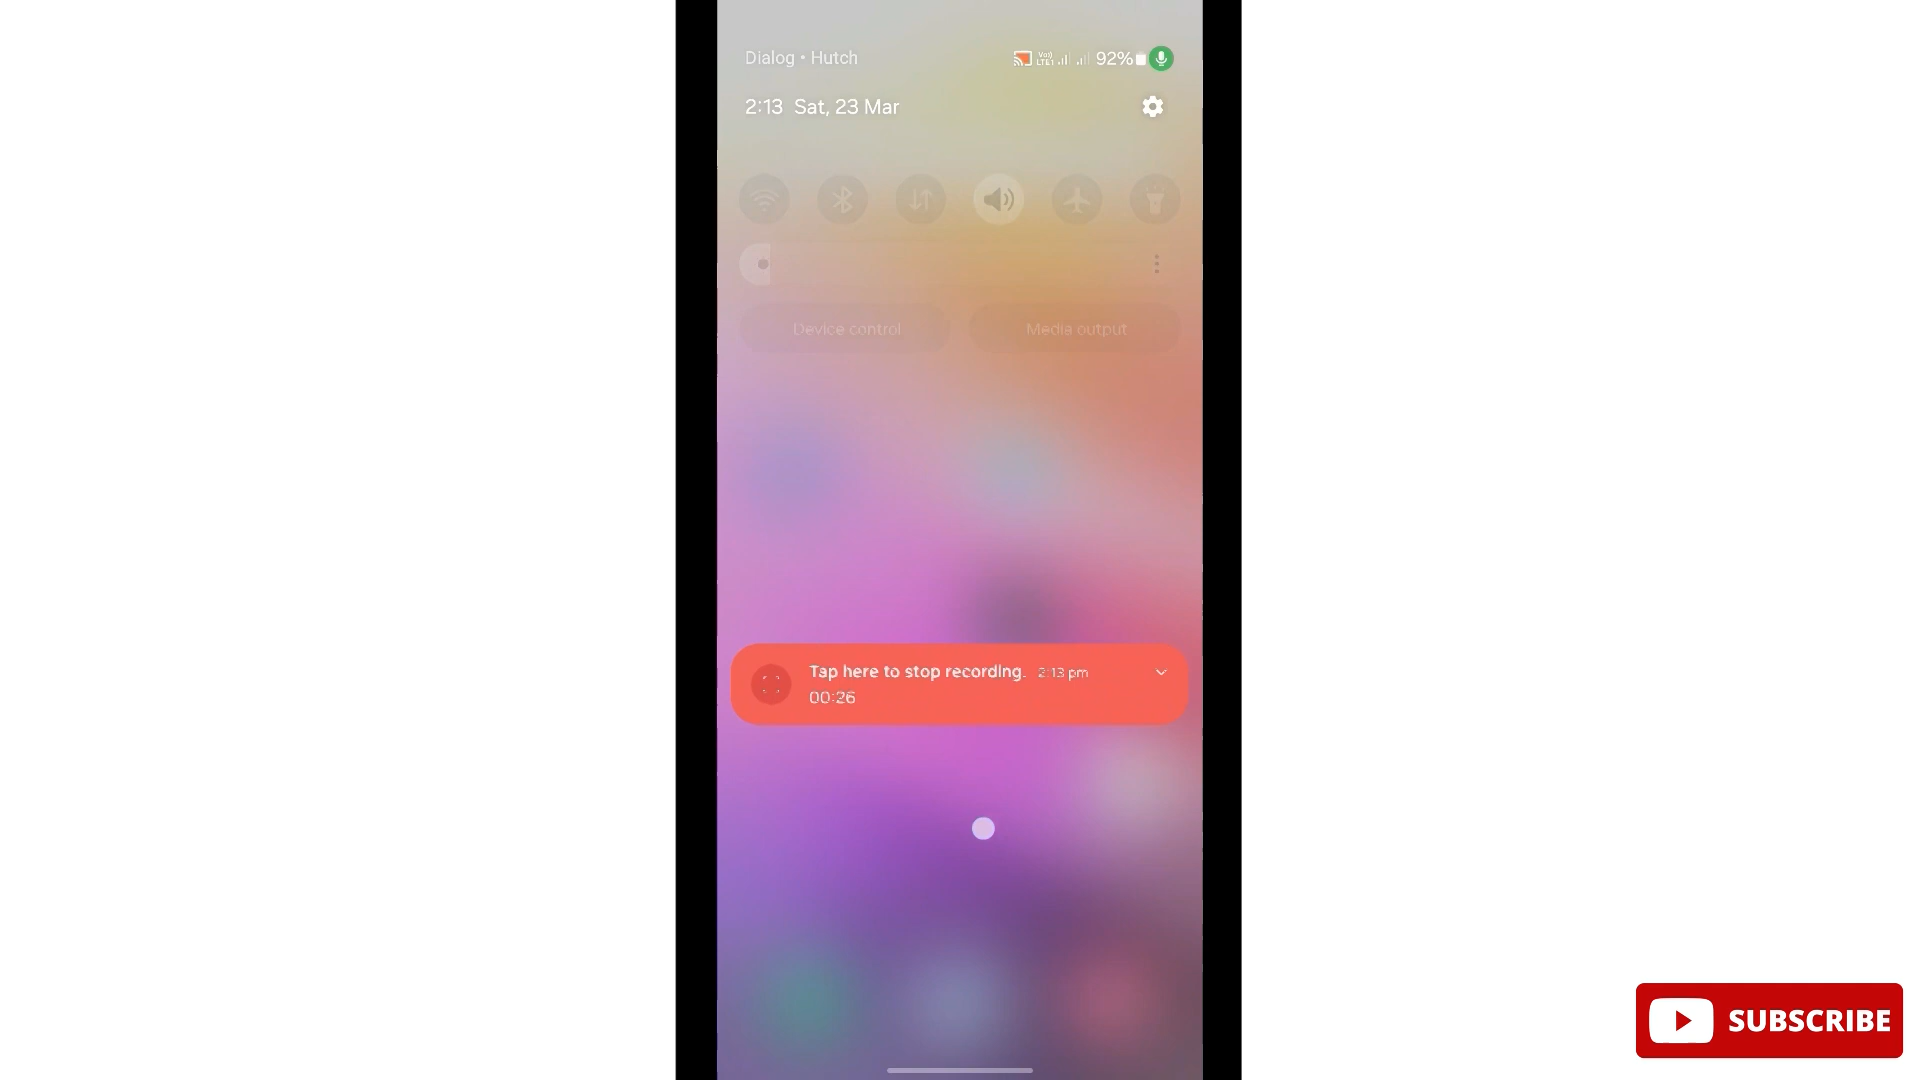 Dialog • Hutch
92%
2:13 Sat, 23 Mar
Device control
Media output
Tap here to stop recording. 2:13 pm
00:26
SUBSCRIBE